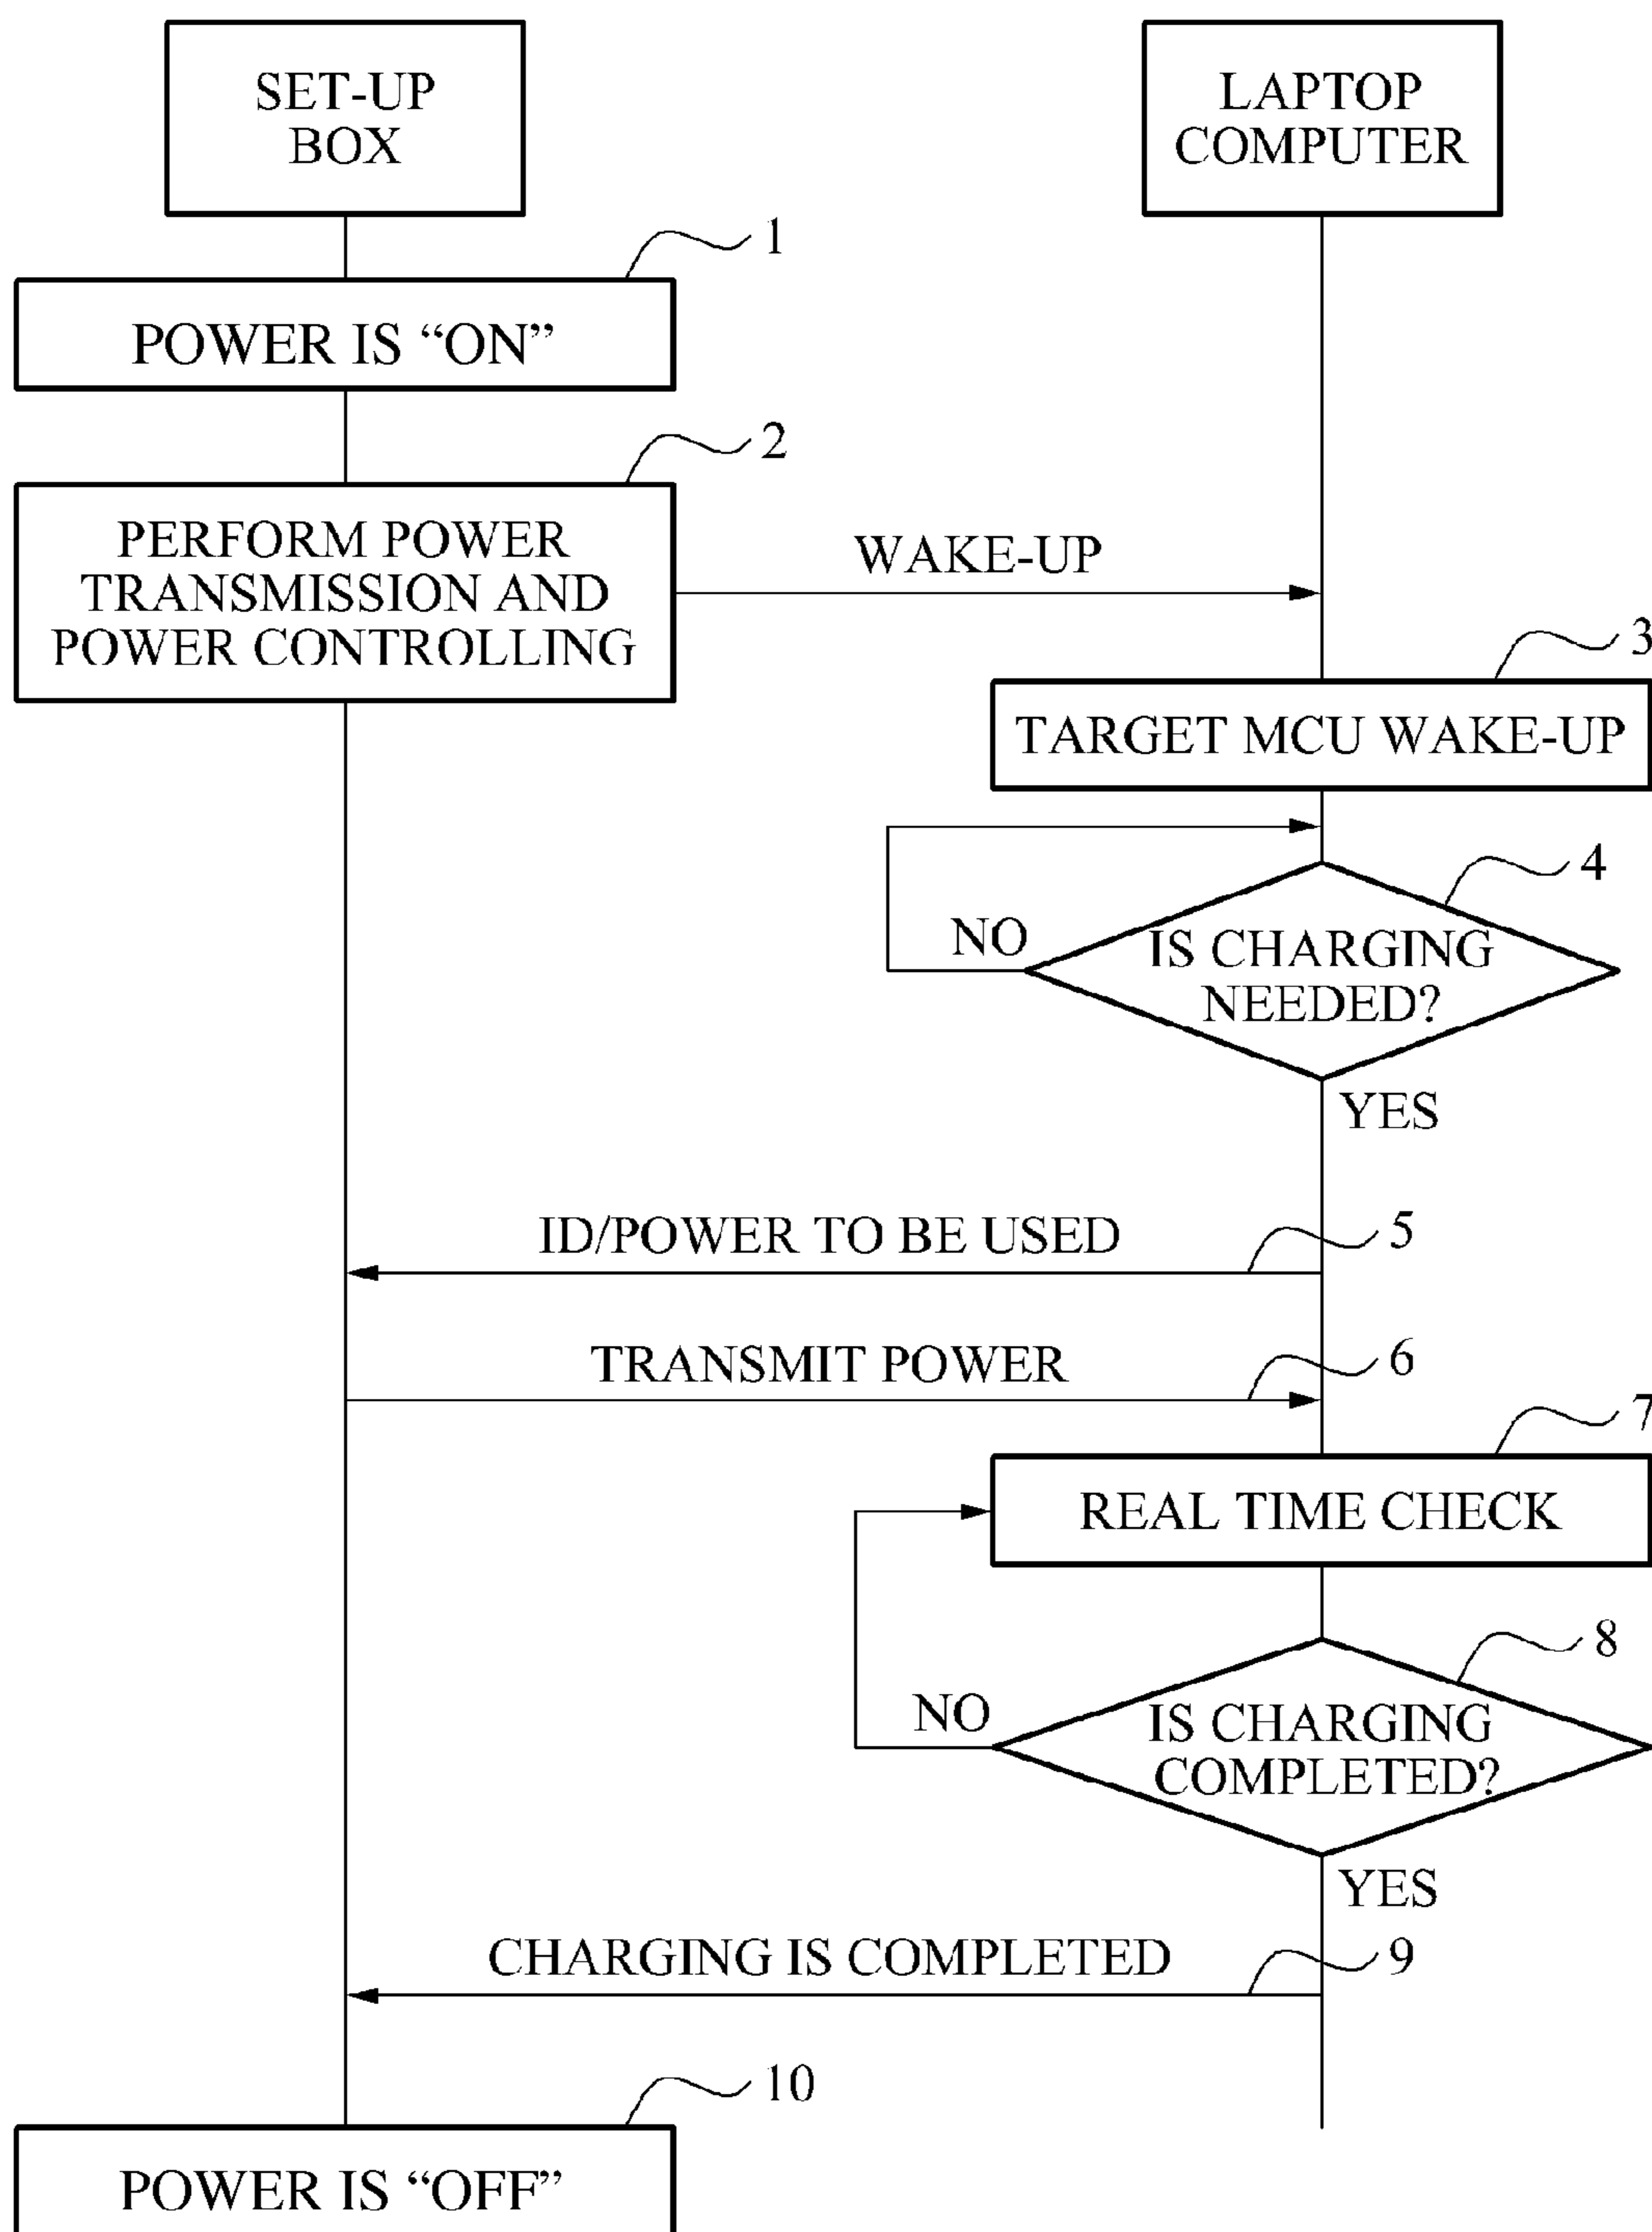 SET-UP
BOX
LAPTOP
COMPUTER
1
POWER IS “ON”
2
PERFORM POWER
TRANSMISSION AND
POWER CONTROLLING
WAKE-UP
3
TARGET MCU WAKE-UP
4
NO
IS CHARGING
NEEDED?
YES
ID/POWER TO BE USED
5
TRANSMIT POWER
6
7
REAL TIME CHECK
8
NO
IS CHARGING
COMPLETED?
YES
CHARGING IS COMPLETED
9
10
POWER IS “OFF”